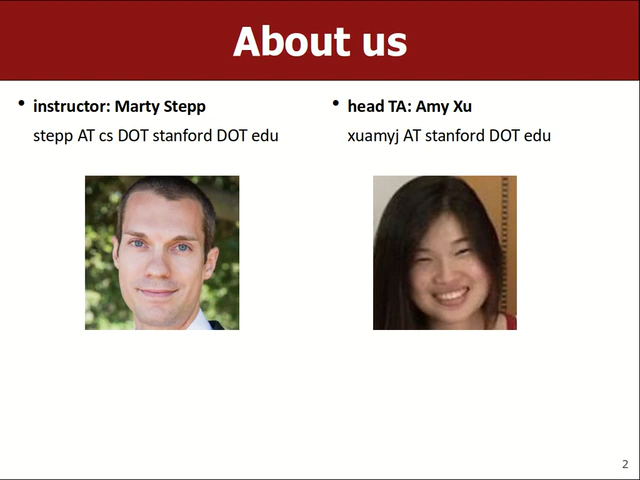 About us
• instructor: Marty Stepp
stepp AT cs DOT stanford DOT edu
• head TA: Amy Xu
xuamyj AT stanford DOT edu
2